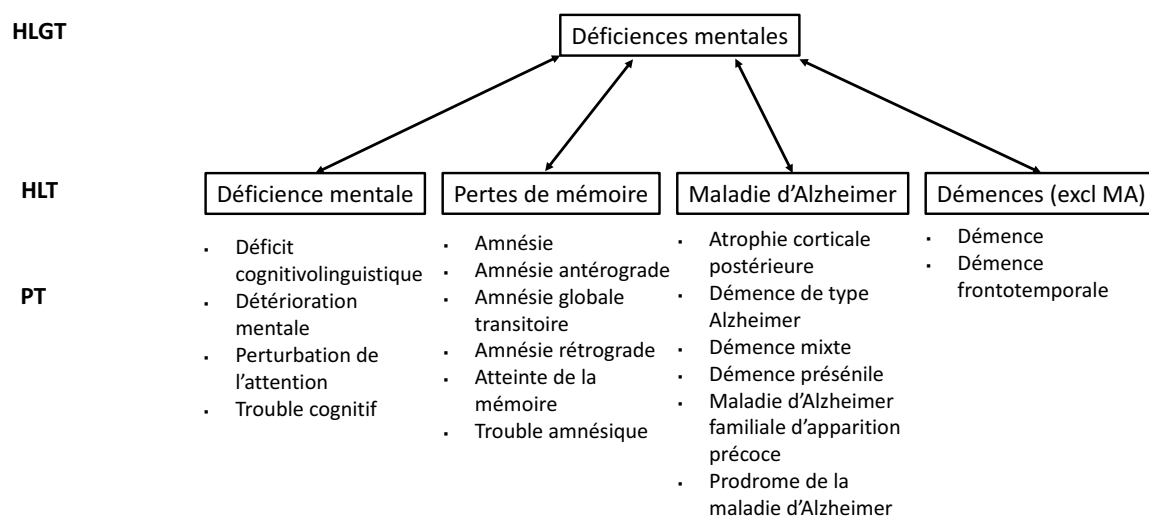 HLGT
Déficiences mentales
HLT
Déficience mentale
Pertes de mémoire
Maladie d'Alzheimer
Démences (excl MA)
PT
▪ Déficit
cognitivolinguistique
▪ Détérioration
mentale
▪ Perturbation de
l'attention
▪ Trouble cognitif
▪ Amnésie
▪ Amnésie antérograde
▪ Amnésie globale
transitoire
▪ Amnésie rétrograde
▪ Atteinte de la
mémoire
▪ Trouble amnésique
▪ Atrophie corticale
postérieure
▪ Démence de type
Alzheimer
▪ Démence mixte
▪ Démence présénile
▪ Maladie d'Alzheimer
familiale d'apparition
précoce
▪ Prodrome de la
maladie d'Alzheimer
▪ Démence
▪ Démence
frontotemporale